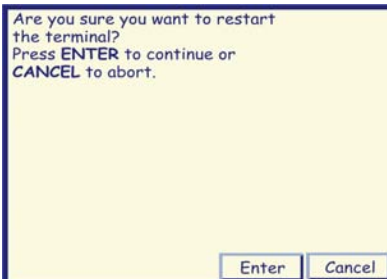 Are you sure you want to restart
the terminal?
Press ENTER to continue or
CANCEL to abort.
Enter
Cancel